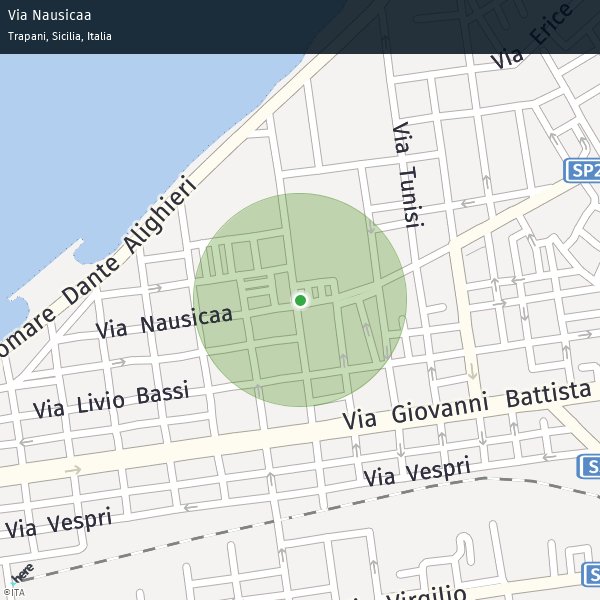 Via Nausicaa
Trapani, Sicilia, Italia
Via Erice
Via Tunisi
SP2
omare Dante Alighieri
Via Nausicaa
Via Livio Bassi
Via Giovanni Battista
Via Vespri
Via Vespri
S
S
Via Virgilio
here
©ITA